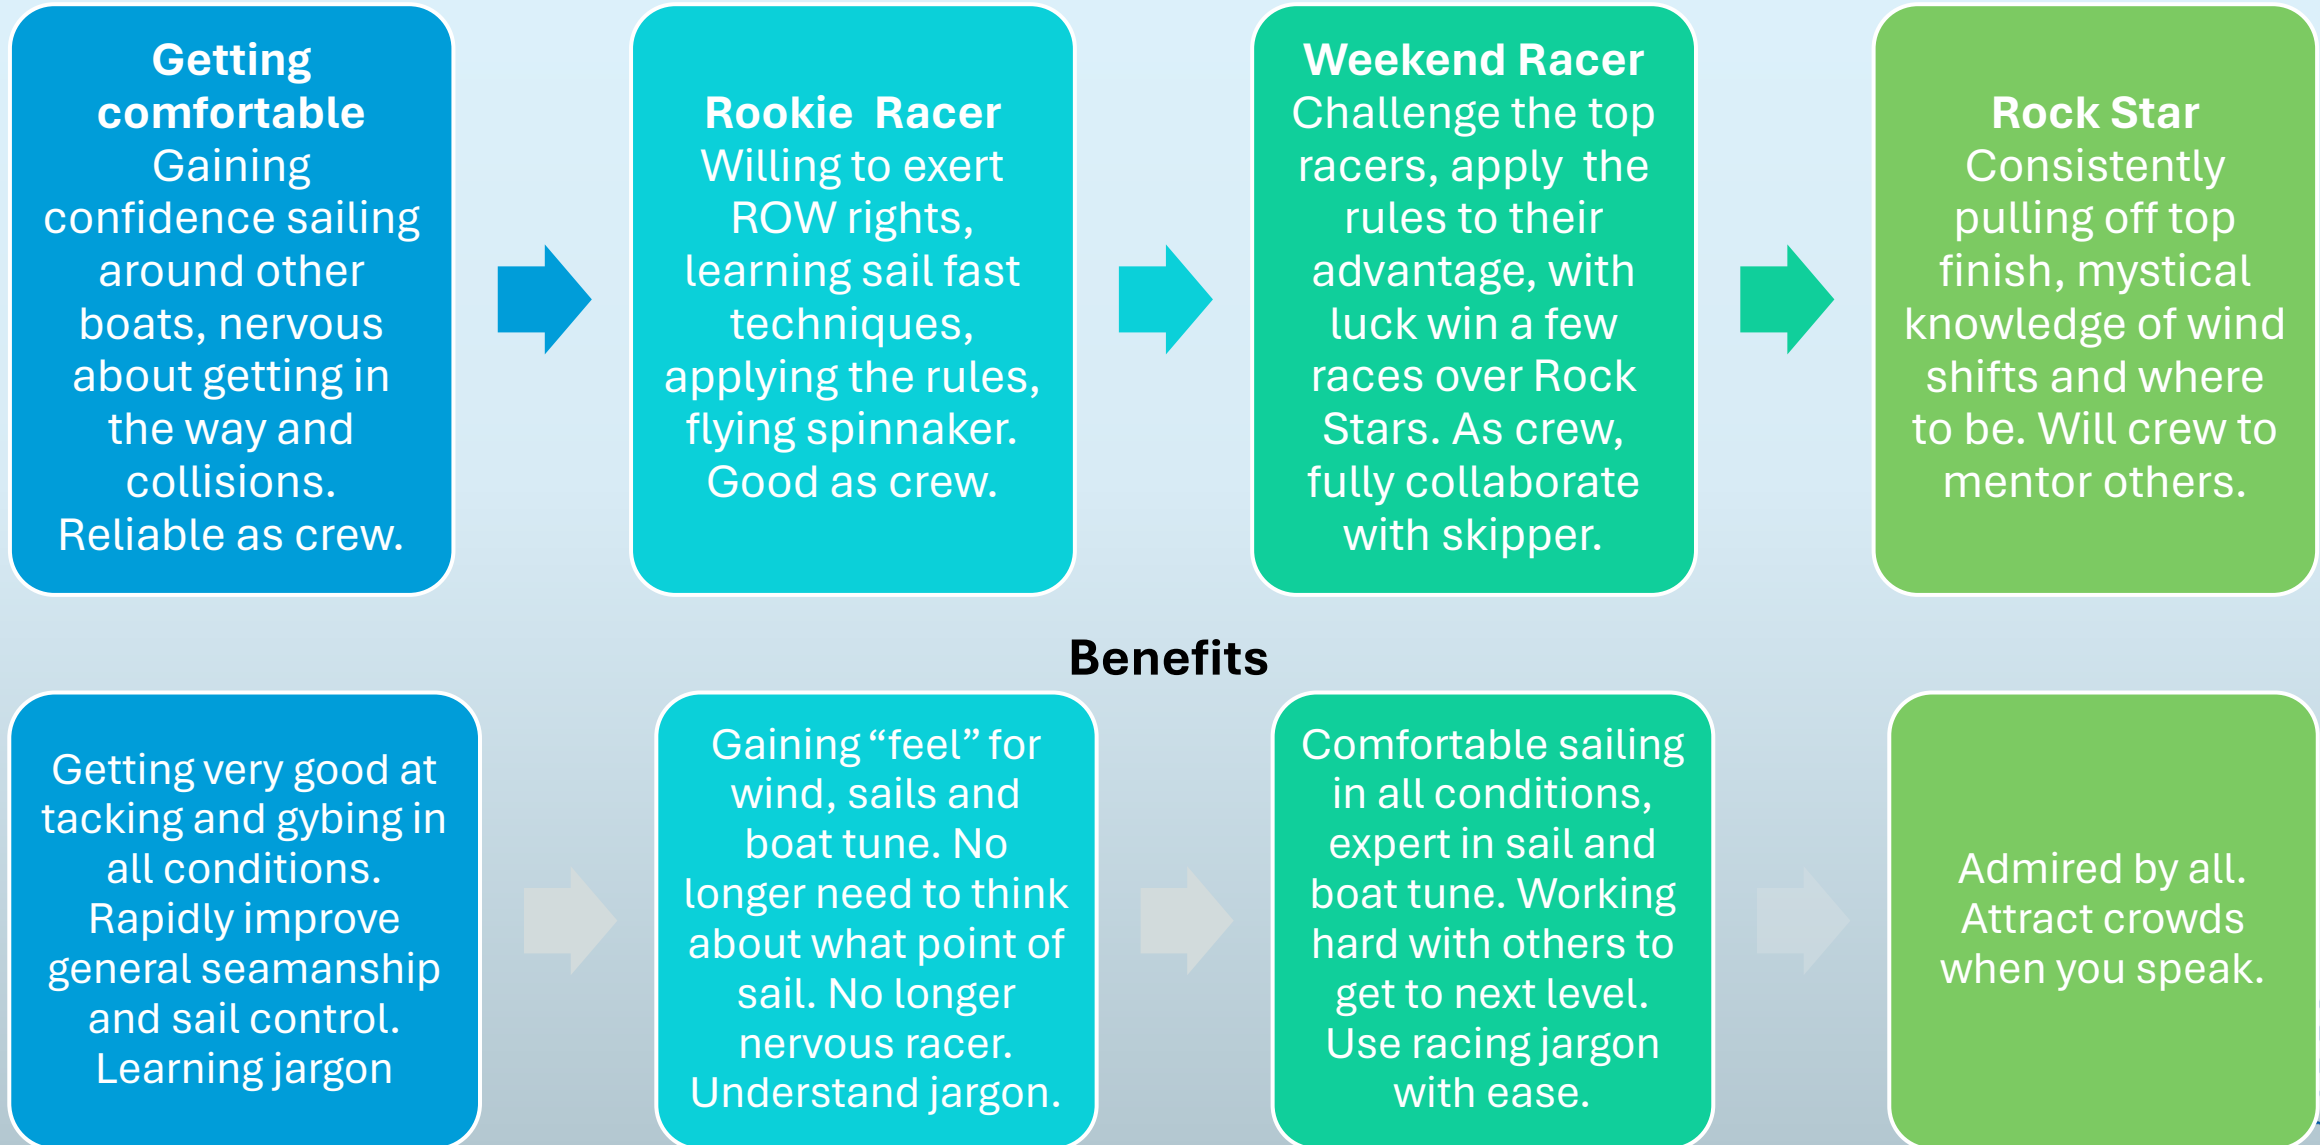 Getting
comfortable
Gaining
confidence sailing
around other
boats, nervous
about getting in
the way and
collisions.
Reliable as crew.
Rookie  Racer
Willing to exert
ROW rights,
learning sail fast
techniques,
applying the rules,
flying spinnaker.
Good as crew.
Weekend Racer
Challenge the top
racers, apply  the
rules to their
advantage, with
luck win a few
races over Rock
Stars. As crew,
fully collaborate
with skipper.
Rock Star
Consistently
pulling off top
finish, mystical
knowledge of wind
shifts and where
to be. Will crew to
mentor others.
Benefits
Getting very good at
tacking and gybing in
all conditions.
Rapidly improve
general seamanship
and sail control.
Learning jargon
Gaining “feel” for
wind, sails and
boat tune. No
longer need to think
about what point of
sail. No longer
nervous racer.
Understand jargon.
Comfortable sailing
in all conditions,
expert in sail and
boat tune. Working
hard with others to
get to next level.
Use racing jargon
with ease.
Admired by all.
Attract crowds
when you speak.